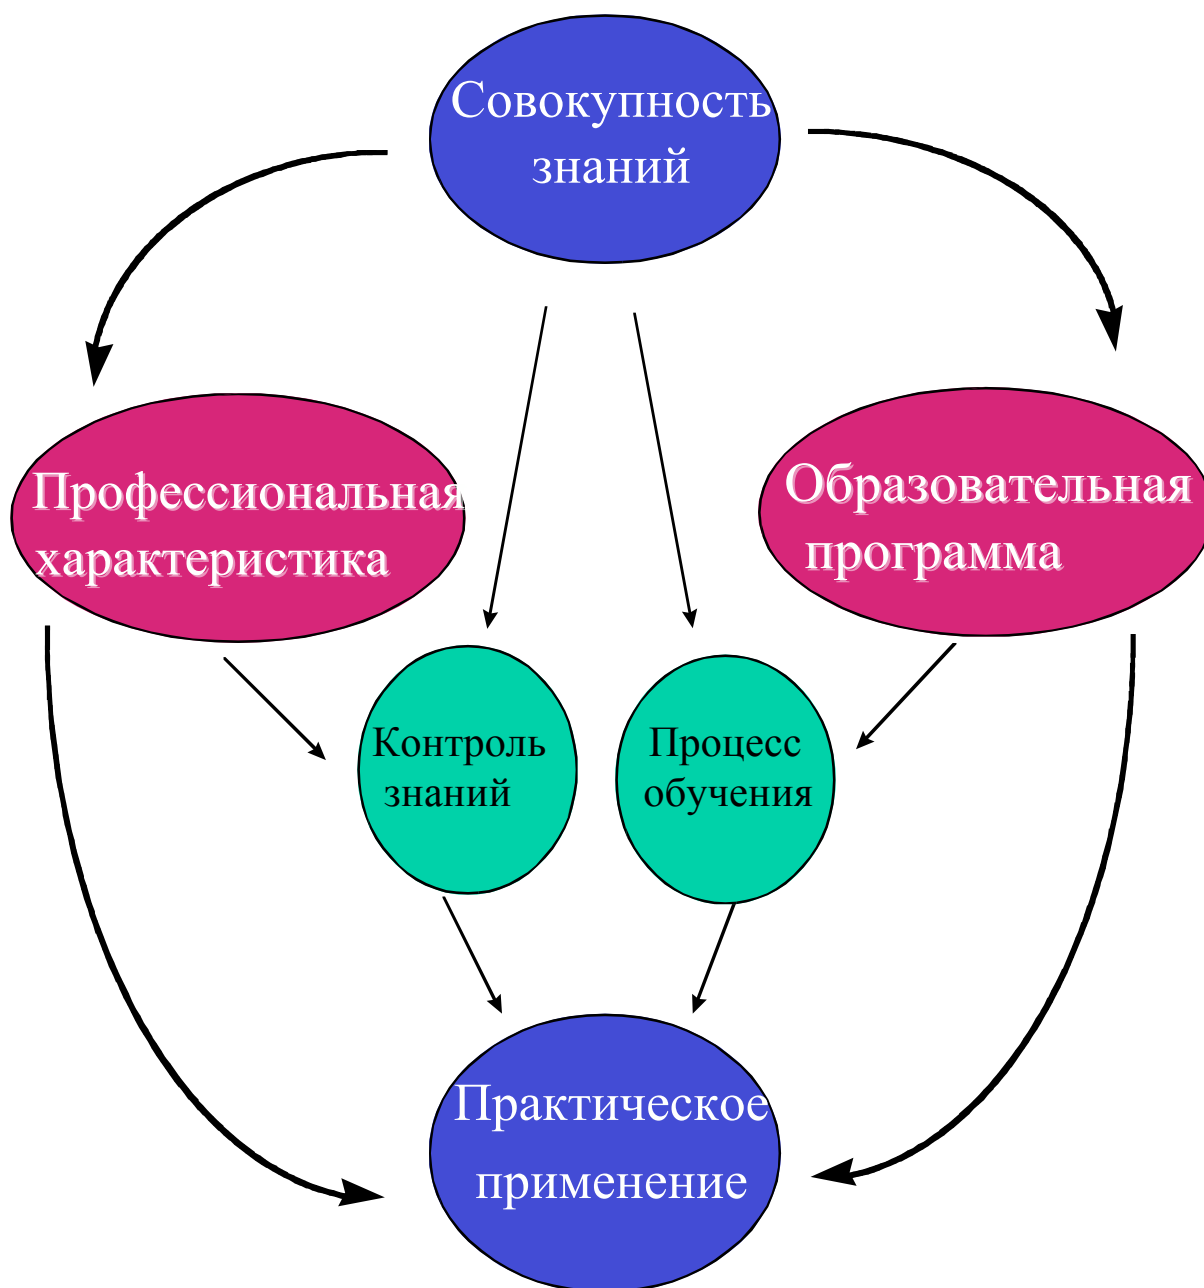 Совокупность
знаний
Профессиональная
характеристика
Образовательная
программа
Контроль
знаний
Процесс
обучения
Практическое
применение